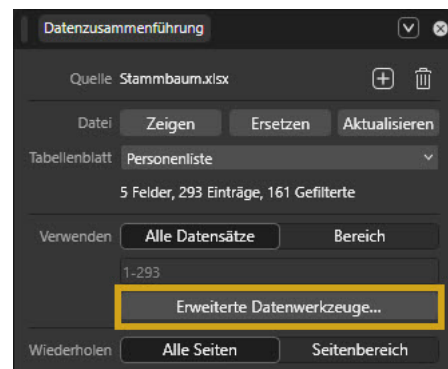 Datenzusammenführung
Quelle Stammbaum.xlsx
Datei Zeigen Ersetzen Aktualisieren
Tabellenblatt Personenliste
5 Felder, 293 Einträge, 161 Gefilterte
Verwenden Alle Datensätze Bereich
1-293
Erweiterte Datenwerkzeuge...
Wiederholen Alle Seiten Seitenbereich